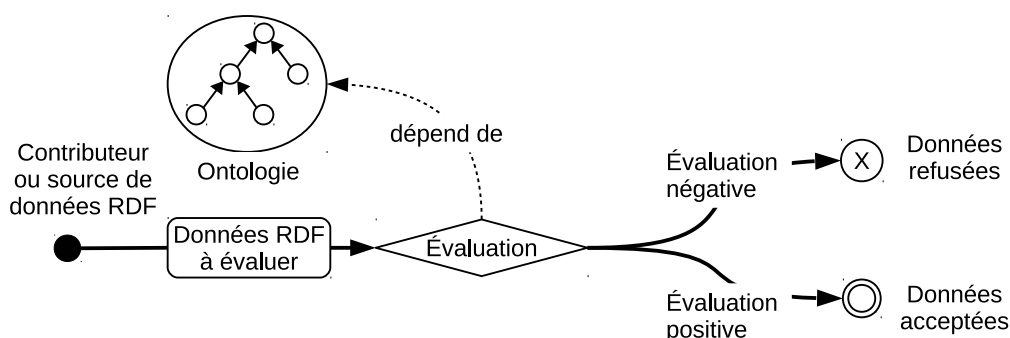 Contributeur
ou source de
données RDF
Ontologie
Données RDF
à évaluer
dépend de
Évaluation
Évaluation
négative
X
Données
refusées
Évaluation
positive
Données
acceptées